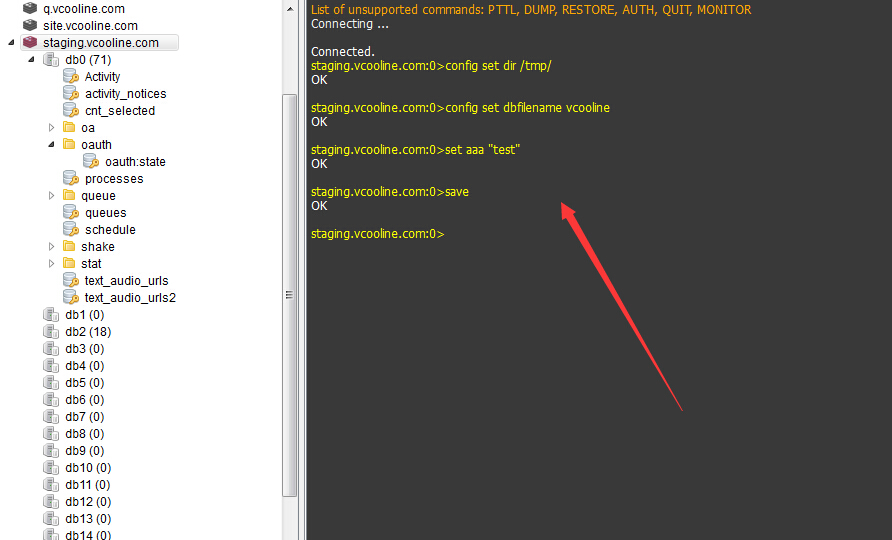 q.vcooline.com
site.vcooline.com
staging.vcooline.com
db0 (71)
Activity
activity_notices
cnt_selected
oa
oauth
oauth:state
processes
queue
queues
schedule
shake
stat
text_audio_urls
text_audio_urls2
db1 (0)
db2 (18)
db3 (0)
db4 (0)
db5 (0)
db6 (0)
db7 (0)
db8 (0)
db9 (0)
db10 (0)
db11 (0)
db12 (0)
db13 (0)
db14 (0)
List of unsupported commands: PTTL, DUMP, RESTORE, AUTH, QUIT, MONITOR
Connecting ...
Connected.
staging.vcooline.com:0>config set dir /tmp/
OK
staging.vcooline.com:0>config set dbfilename vcooline
OK
staging.vcooline.com:0>set aaa "test"
OK
staging.vcooline.com:0>save
OK
staging.vcooline.com:0>